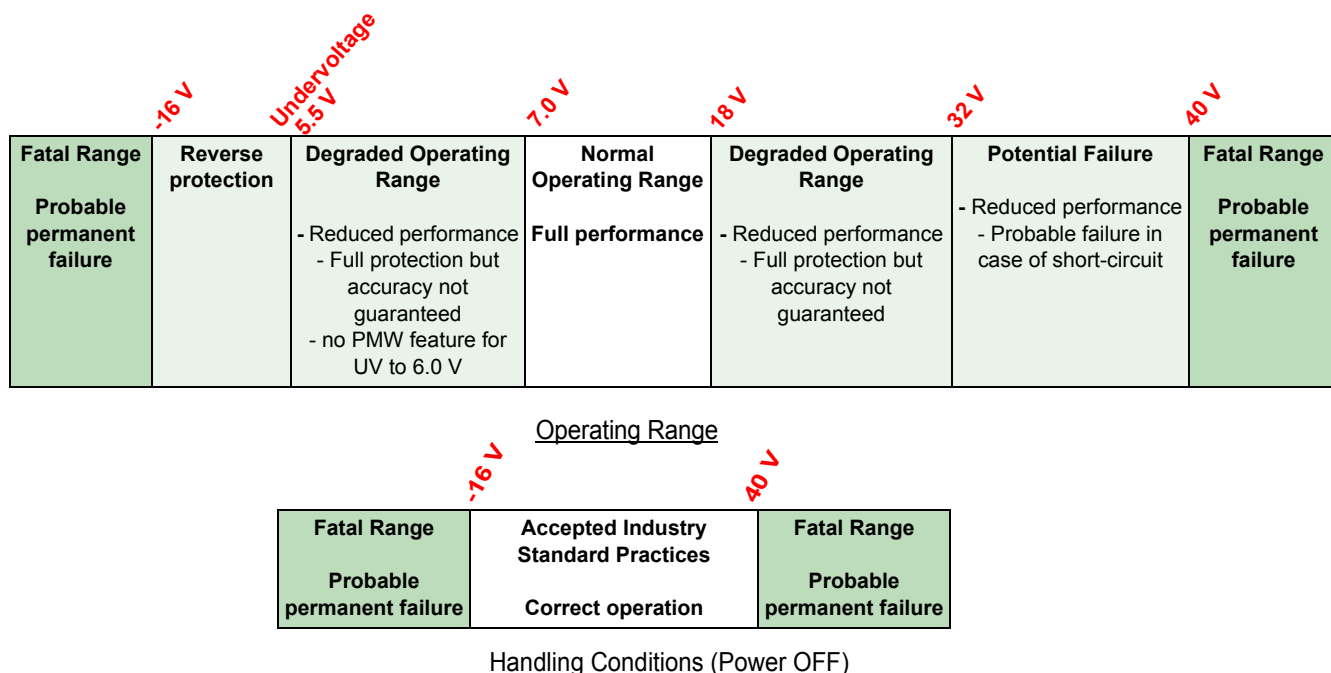 -16 V
Undervoltage
5.5 V
7.0 V
18 V
32 V
40 V
Fatal Range
Probable
permanent
failure
Reverse
protection
Degraded Operating
Range
- Reduced performance
- Full protection but
accuracy not
guaranteed
- no PMW feature for
UV to 6.0 V
Normal
Operating Range
Full performance
Degraded Operating
Range
- Reduced performance
- Full protection but
accuracy not
guaranteed
Potential Failure
- Reduced performance
- Probable failure in
case of short-circuit
Fatal Range
Probable
permanent
failure
Operating Range
-16 V
40 V
Fatal Range
Probable
permanent failure
Accepted Industry
Standard Practices
Correct operation
Fatal Range
Probable
permanent failure
Handling Conditions (Power OFF)